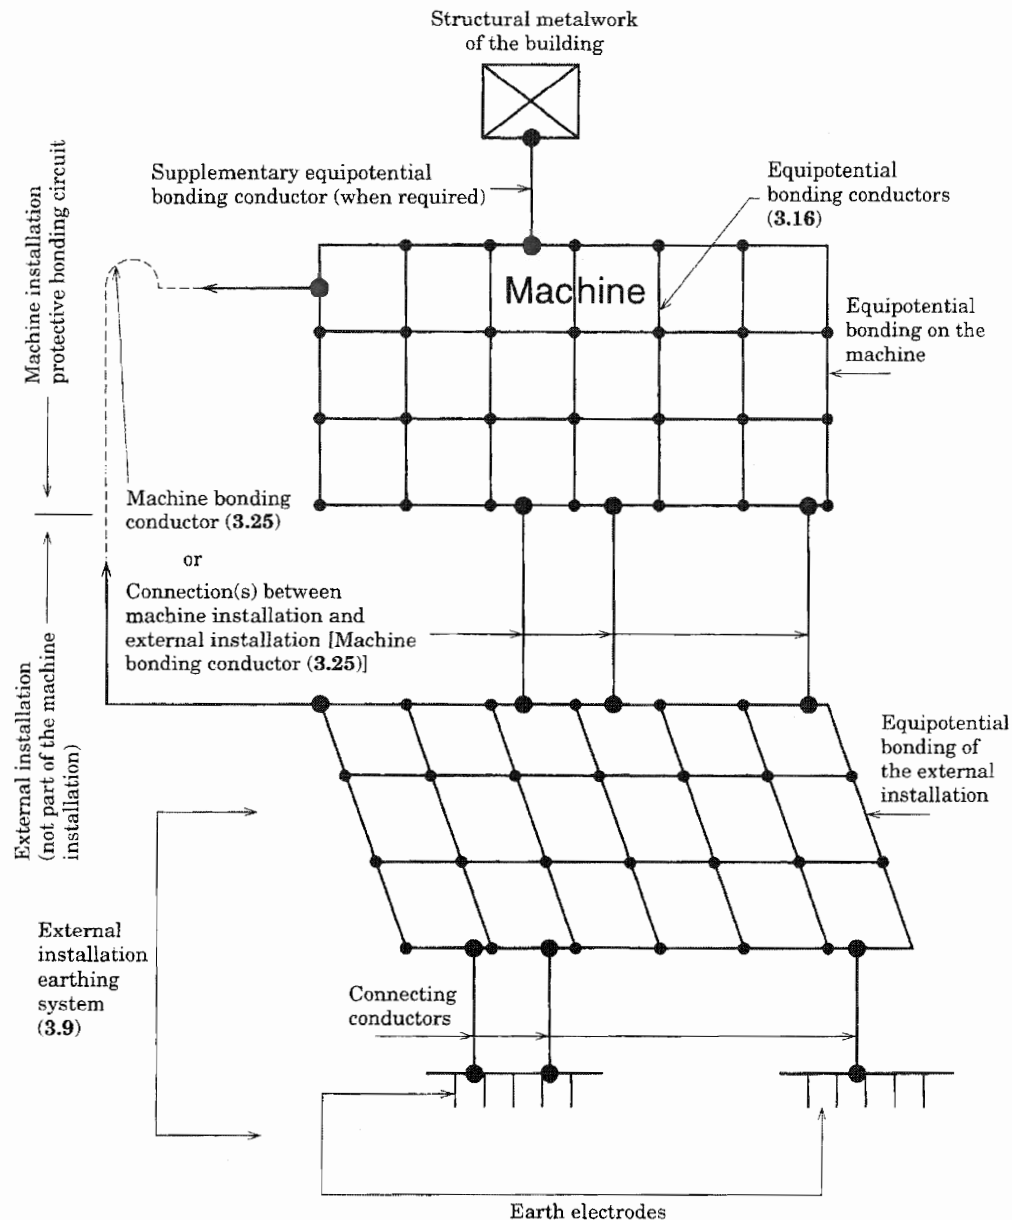 Structural metalwork
of the building
Supplementary equipotential
bonding conductor (when required)
Equipotential
bonding conductors
(3.16)
Machine installation
protective bonding circuit
Machine
Equipotential
bonding on the
machine
Machine bonding
conductor (3.25)
or
Connection(s) between
machine installation and
external installation [Machine
bonding conductor (3.25)]
External installation
(not part of the machine
installation)
Equipotential
bonding of
the external
installation
External
installation
earthing
system
(3.9)
Connecting
conductors
Earth electrodes